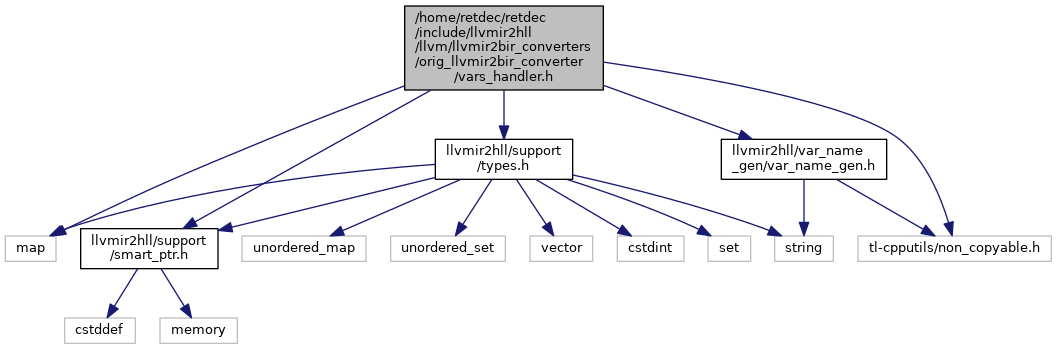 /home/retdec/retdec
/include/llvmir2hll
/llvm/llvmir2bir_converters
/orig_llvmir2bir_converter
/vars_handler.h
llvmir2hll/support
/types.h
llvmir2hll/var_name
_gen/var_name_gen.h
map
llvmir2hll/support
/smart_ptr.h
unordered_map
unordered_set
vector
cstdint
set
string
tl-cpputils/non_copyable.h
cstddef
memory